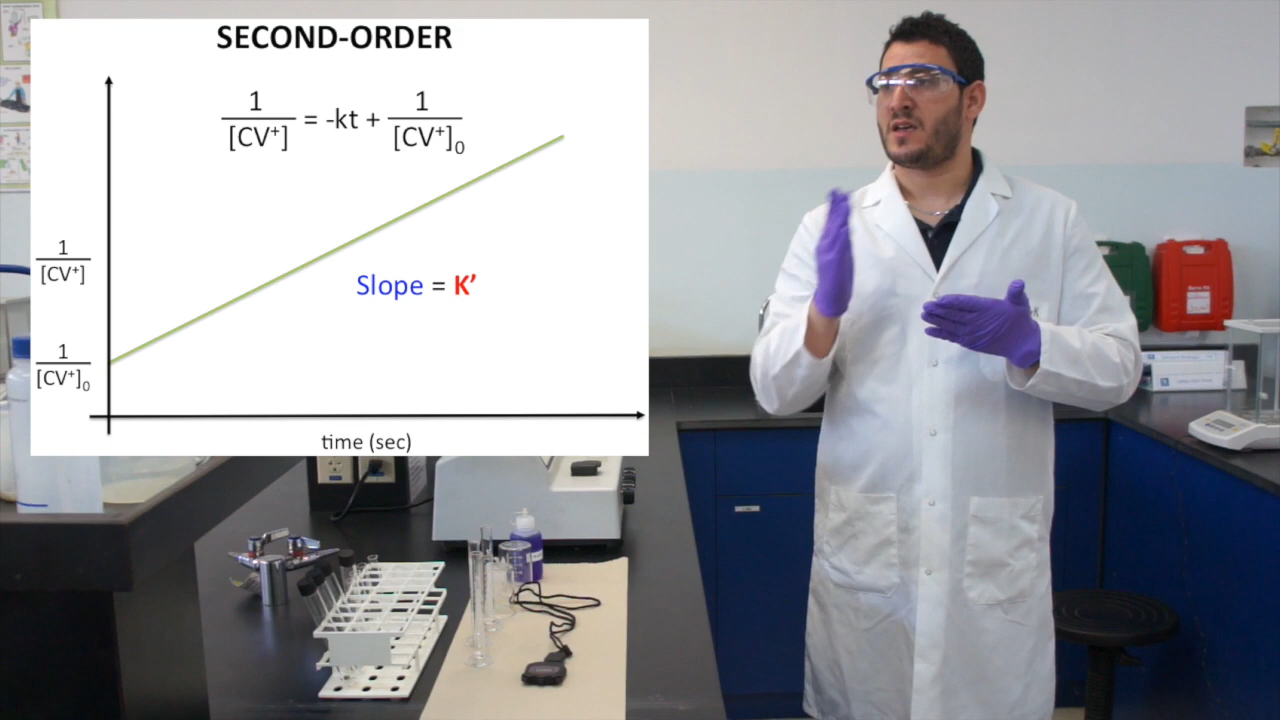 SECOND-ORDER
1/[CV⁺] = -kt + 1/[CV⁺]₀
1/[CV⁺]
Slope = K′
1/[CV⁺]₀
time (sec)